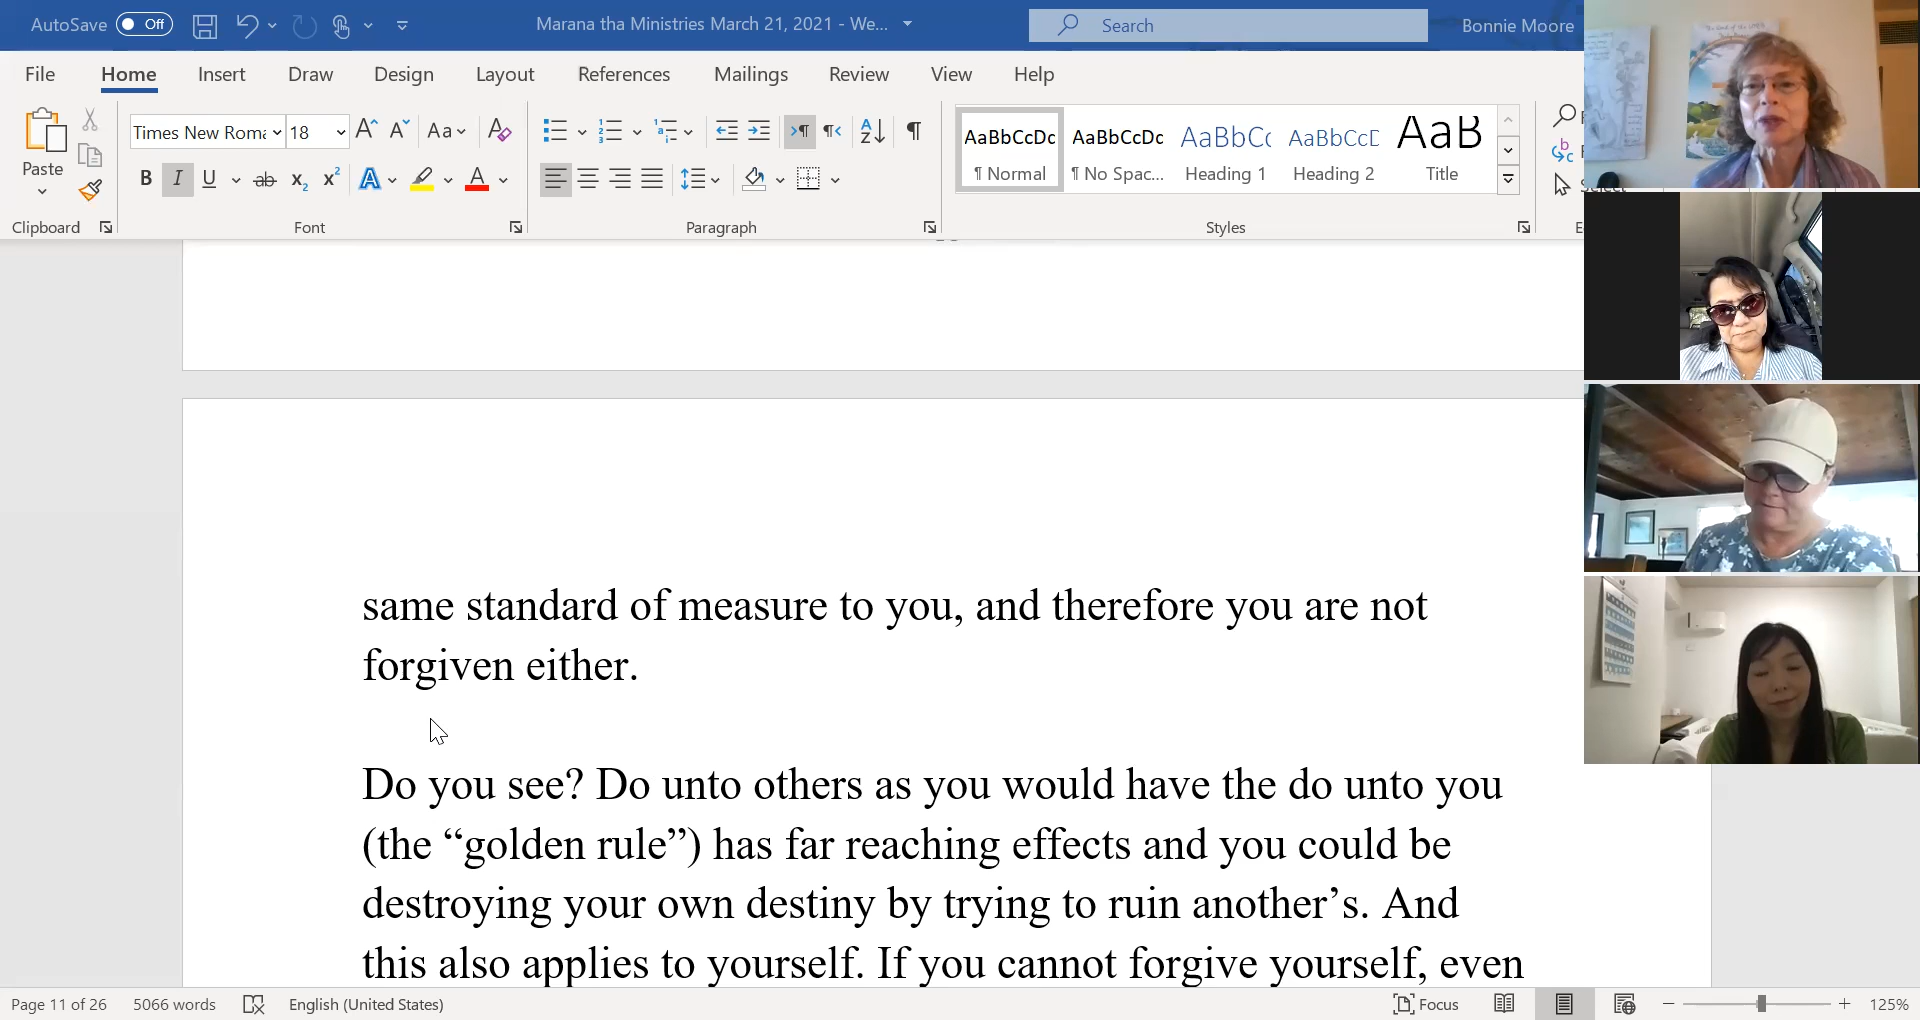 AutoSave Off Marana tha Ministries March 21, 2021 - We... Search Bonnie Moore
File Home Insert Draw Design Layout References Mailings Review View Help
Times New Roma 18 Aa
AaBbCcDc AaBbCcDc AaBbCc AaBbCcD AaB
Paste ¶ Normal ¶ No Spac... Heading 1 Heading 2 Title
B I U ab x₂ x² A A
Clipboard Font Paragraph Styles
same standard of measure to you, and therefore you are not
forgiven either.
Do you see? Do unto others as you would have the do unto you
(the “golden rule”) has far reaching effects and you could be
destroying your own destiny by trying to ruin another’s. And
this also applies to yourself. If you cannot forgive yourself, even
Page 11 of 26 5066 words English (United States) Focus 125%